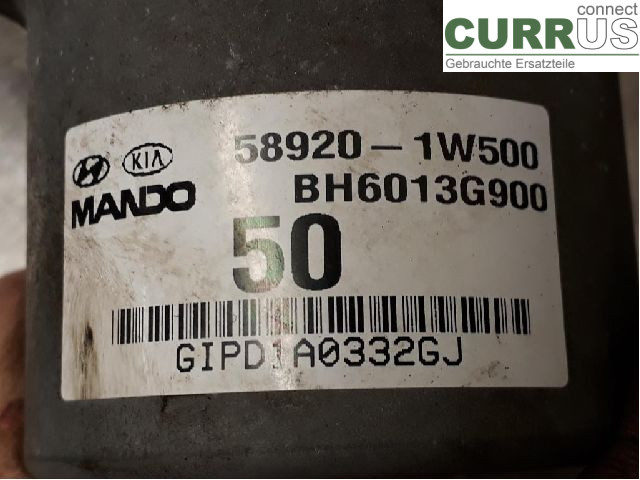 connect
CURRUS
Gebrauchte Ersatzteile
KIA 58920-1W500
MANDO BH6013G900
50
GIPD1A0332GJ